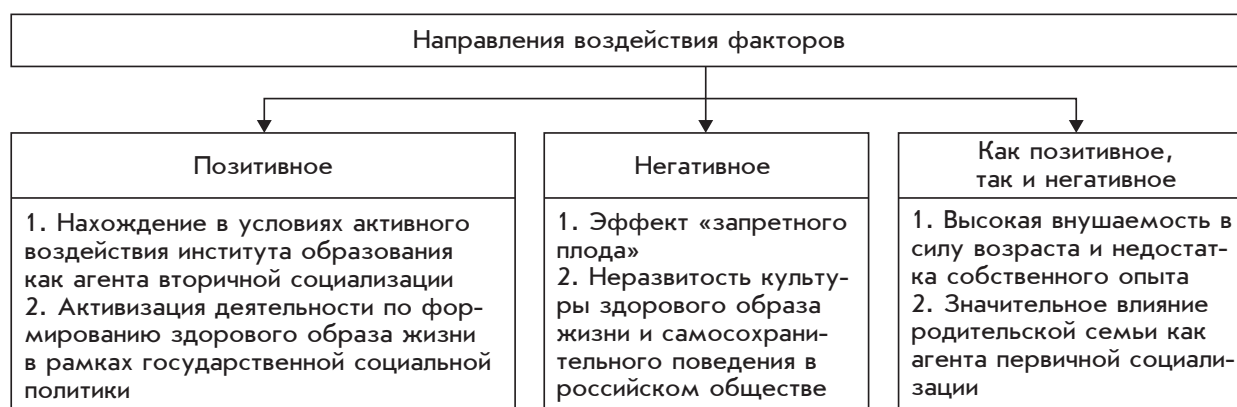 Направления воздействия факторов
Позитивное
1. Нахождение в условиях активного
воздействия института образования
как агента вторичной социализации
2. Активизация деятельности по фор-
мированию здорового образа жизни
в рамках государственной социальной
политики
Негативное
1. Эффект «запретного
плода»
2. Неразвитость культу-
ры здорового образа
жизни и самосохрани-
тельного поведения в
российском обществе
Как позитивное,
так и негативное
1. Высокая внушаемость в
силу возраста и недостат-
ка собственного опыта
2. Значительное влияние
родительской семьи как
агента первичной социали-
зации